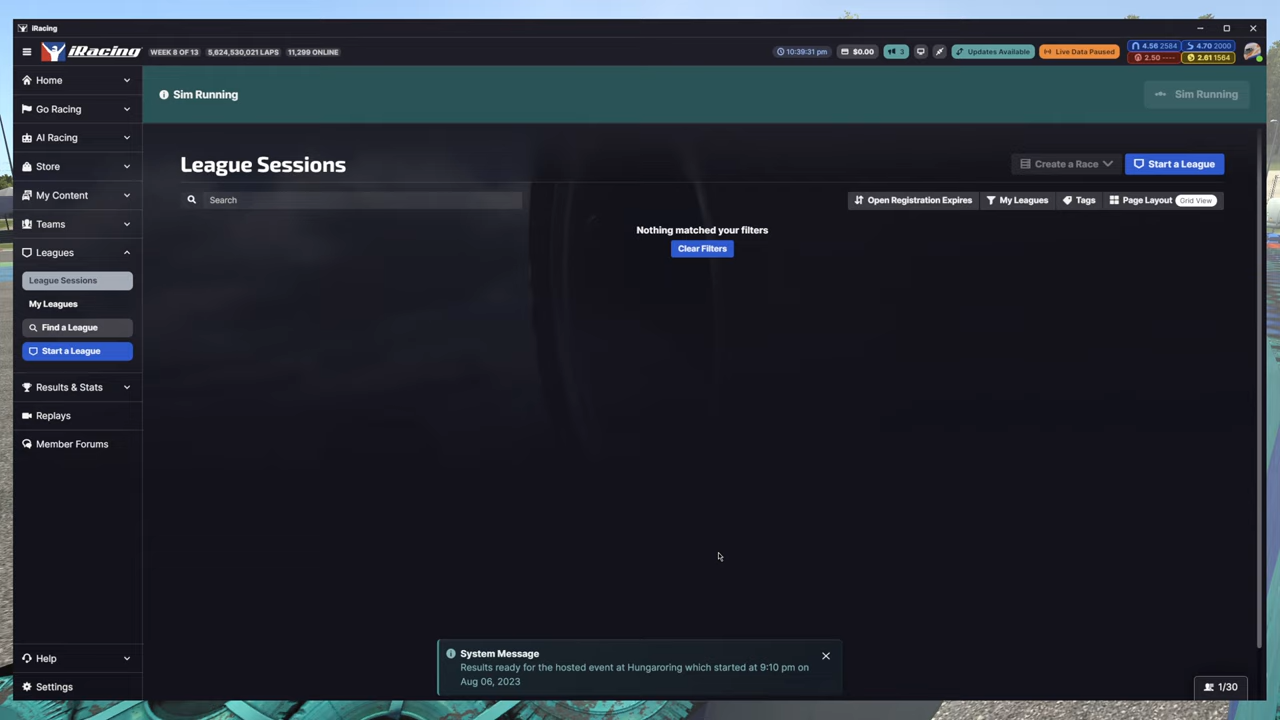 iRacing
iRacing WEEK 8 OF 13 5,624,530,021 LAPS 11,299 ONLINE 10:39:31 pm $0.00 3 Updates Available Live Data Paused 4.56 2584 4.70 2000
2.50 ---- 2.61 1564
Home
Go Racing
AI Racing
Store
My Content
Teams
Leagues
League Sessions
My Leagues
Find a League
Start a League
Results & Stats
Replays
Member Forums
Help
Settings
Sim Running Sim Running
League Sessions Create a Race Start a League
Search Open Registration Expires My Leagues Tags Page Layout Grid View
Nothing matched your filters
Clear Filters
System Message
Results ready for the hosted event at Hungaroring which started at 9:10 pm on
Aug 06, 2023
1/30